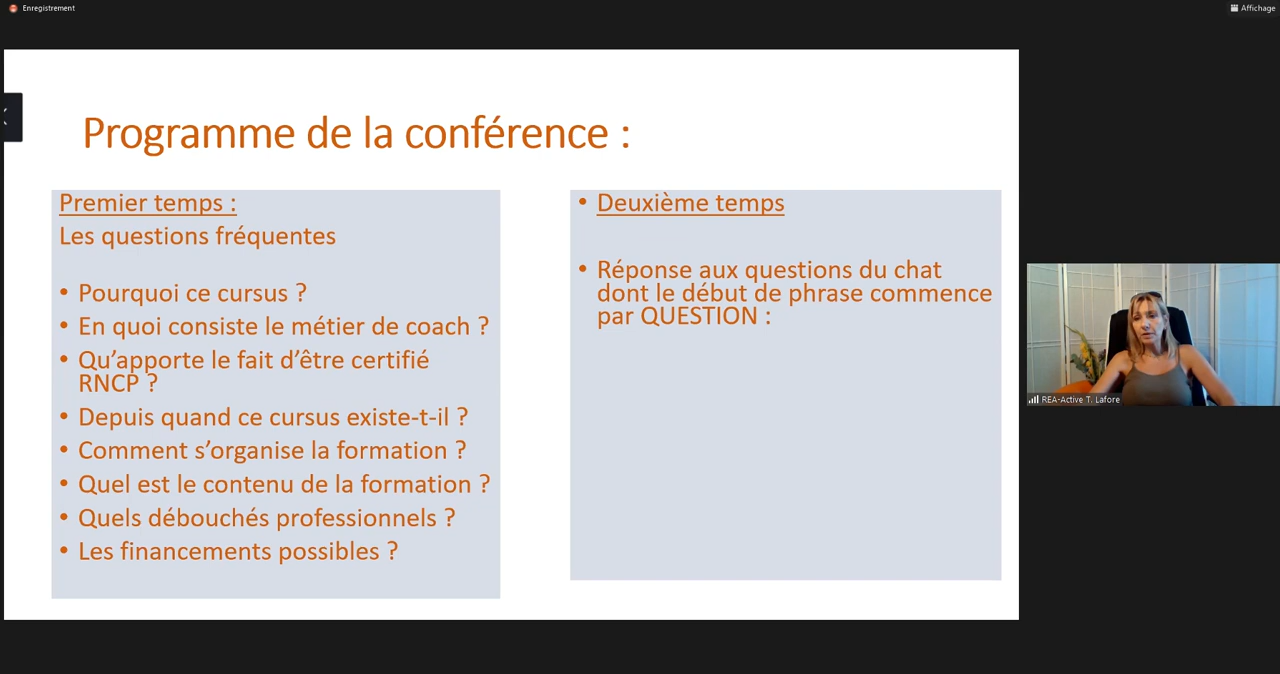 Enregistrement
Affichage
Programme de la conférence :
Premier temps :
Les questions fréquentes
• Pourquoi ce cursus ?
• En quoi consiste le métier de coach ?
• Qu’apporte le fait d’être certifié
RNCP ?
• Depuis quand ce cursus existe-t-il ?
• Comment s’organise la formation ?
• Quel est le contenu de la formation ?
• Quels débouchés professionnels ?
• Les financements possibles ?
• Deuxième temps
• Réponse aux questions du chat
dont le début de phrase commence
par QUESTION :
REA-Active T. Lafore